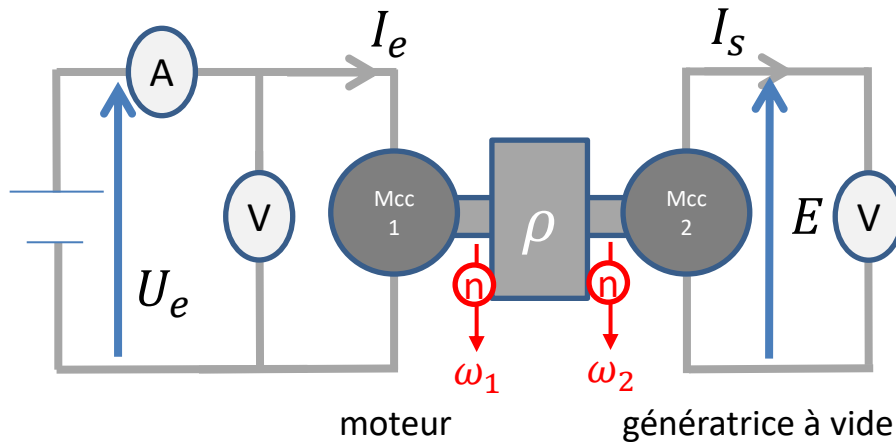 I_e
I_s
A
V
U_e
Mcc
1
ρ
Mcc
2
E
V
n
n
ω_1
ω_2
moteur
génératrice à vide